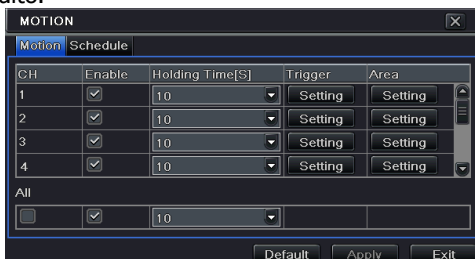 MOTION
Motion Schedule
CH Enable Holding Time[S] Trigger Area
1 10 Setting Setting
2 10 Setting Setting
3 10 Setting Setting
4 10 Setting Setting
All
10
Default Apply Exit